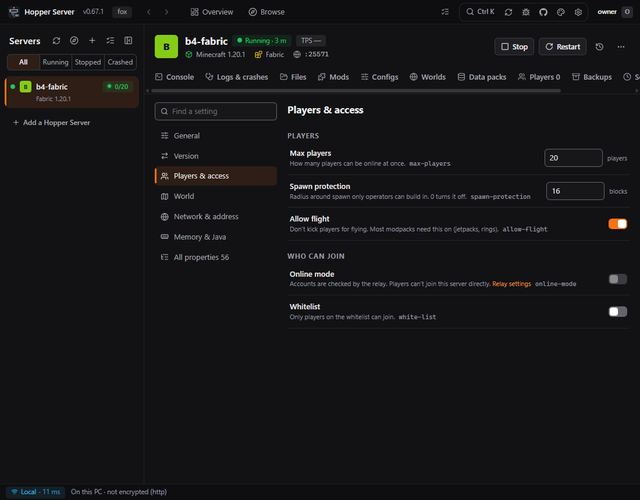 Hopper Server v0.67.1 fox
Overview
Browse
Ctrl K
owner O
Servers
All Running Stopped Crashed
b4-fabric 0/20
Fabric 1.20.1
+ Add a Hopper Server
B
b4-fabric Running · 3 m TPS —
Minecraft 1.20.1 Fabric :25571
Stop Restart
Console Logs & crashes Files Mods Configs Worlds Data packs Players 0 Backups
Find a setting
General
Version
Players & access
World
Network & address
Memory & Java
All properties 56
Players & access
PLAYERS
Max players
How many players can be online at once. max-players
20 players
Spawn protection
Radius around spawn only operators can build in. 0 turns it off. spawn-protection
16 blocks
Allow flight
Don't kick players for flying. Most modpacks need this on (jetpacks, rings). allow-flight
WHO CAN JOIN
Online mode
Accounts are checked by the relay. Players can't join this server directly. Relay settings online-mode
Whitelist
Only players on the whitelist can join. white-list
Local · 11 ms On this PC · not encrypted (http)